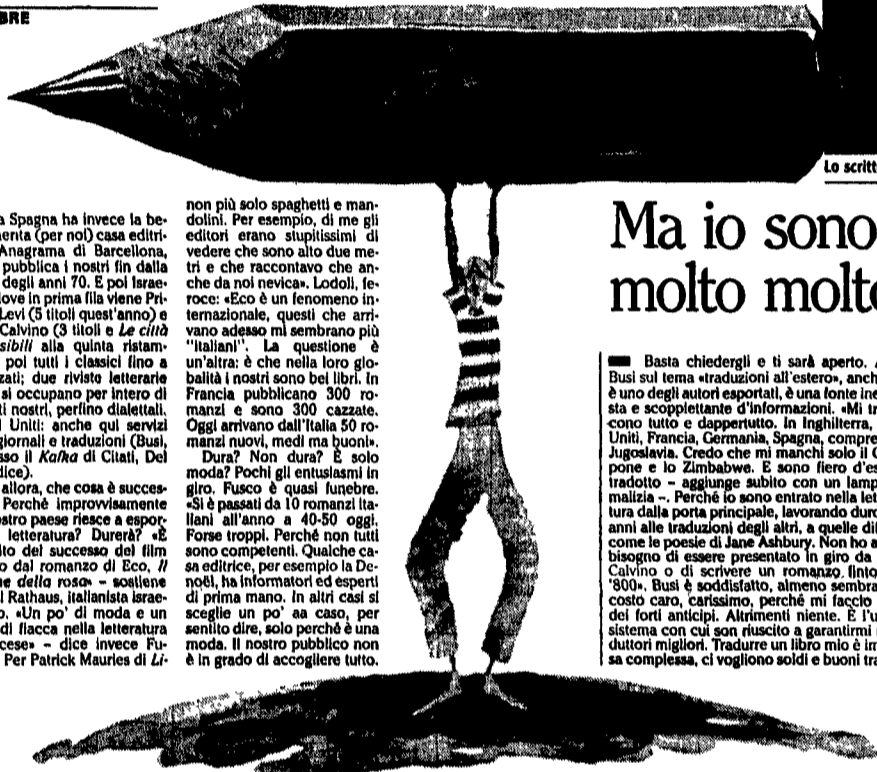 BRE
a Spagna ha invece la be-
menta (per noi) casa editri-
Anagrama di Barcellona,
pubblica i nostri fin dalla
degli anni 70. E poi Israe-
dove in prima fila viene Pri-
Levi (5 titoli quest'anno) e
Calvino (3 titoli e Le città
sibili alla quinta ristam-
poi tutti i classici fino a
zati; due riviste letterarie
si occupano per intero di
ti nostri, perfino dialettali.
i Uniti: anche qui servizi
giornali e traduzioni (Busi,
sso il Kafka di Citati, Del
dice).
allora, che cosa è succes-
Perché improvvisamente
stro paese riesce a espor-
letteratura? Durerà? «È
ito del successo del film
o dal romanzo di Eco, Il
e della rosa» – sostiene
l Rathaus, italianista israe-
o. «Un po' di moda e un
di fiacca nella letteratura
cese» – dice invece Fu-
Per Patrick Mauries di Li-
non più solo spaghetti e man-
dolini. Per esempio, di me gli
editori erano stupitissimi di
vedere che sono alto due me-
tri e che raccontavo che an-
che da noi nevica». Lodoli, fe-
roce: «Eco è un fenomeno in-
ternazionale, questi che arri-
vano adesso mi sembrano più
"italiani". La questione è
un'altra: è che nella loro glo-
balità i nostri sono bei libri. In
Francia pubblicano 300 ro-
manzi e sono 300 cazzate.
Oggi arrivano dall'Italia 50 ro-
manzi nuovi, medi ma buoni».
Dura? Non dura? È solo
moda? Pochi gli entusiasmi in
giro. Fusco è quasi funebre.
«Si è passati da 10 romanzi ita-
liani all'anno a 40-50 oggi.
Forse troppi. Perché non tutti
sono competenti. Qualche ca-
sa editrice, per esempio la De-
noël, ha informatori ed esperti
di prima mano. In altri casi si
sceglie un po' aa caso, per
sentito dire, solo perché è una
moda. Il nostro pubblico non
è in grado di accogliere tutto.
Lo scritt
Ma io sono
molto molto
Basta chiedergli e ti sarà aperto.
Busi sul tema «traduzioni all'estero», anch
è uno degli autori esportati, è una fonte ine
sta e scoppiettante d'informazioni. «Mi tr
cono tutto e dappertutto. In Inghilterra,
Uniti, Francia, Germania, Spagna, compre
Jugoslavia. Credo che mi manchi solo il G
pone e lo Zimbabwe. E sono fiero d'es
tradotto – aggiunge subito con un lamp
malizia –. Perché io sono entrato nella let
tura dalla porta principale, lavorando duro
anni alle traduzioni degli altri, a quelle dif
come le poesie di Jane Ashbury. Non ho a
bisogno di essere presentato in giro da
Calvino o di scrivere un romanzo finto
'800». Busi è soddisfatto, almeno sembra
costo caro, carissimo, perché mi faccio
dei forti anticipi. Altrimenti niente. È l'u
sistema con cui son riuscito a garantirmi
duttori migliori. Tradurre un libro mio è im
sa complessa, ci vogliono soldi e buoni tra